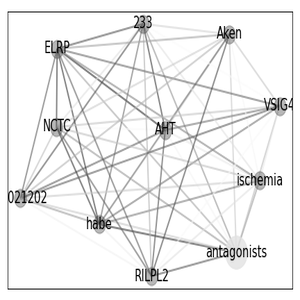 233
Aken
ELRP
VSIG4
NCTC
AHT
ischemia
021202
habe
antagonists
RILPL2